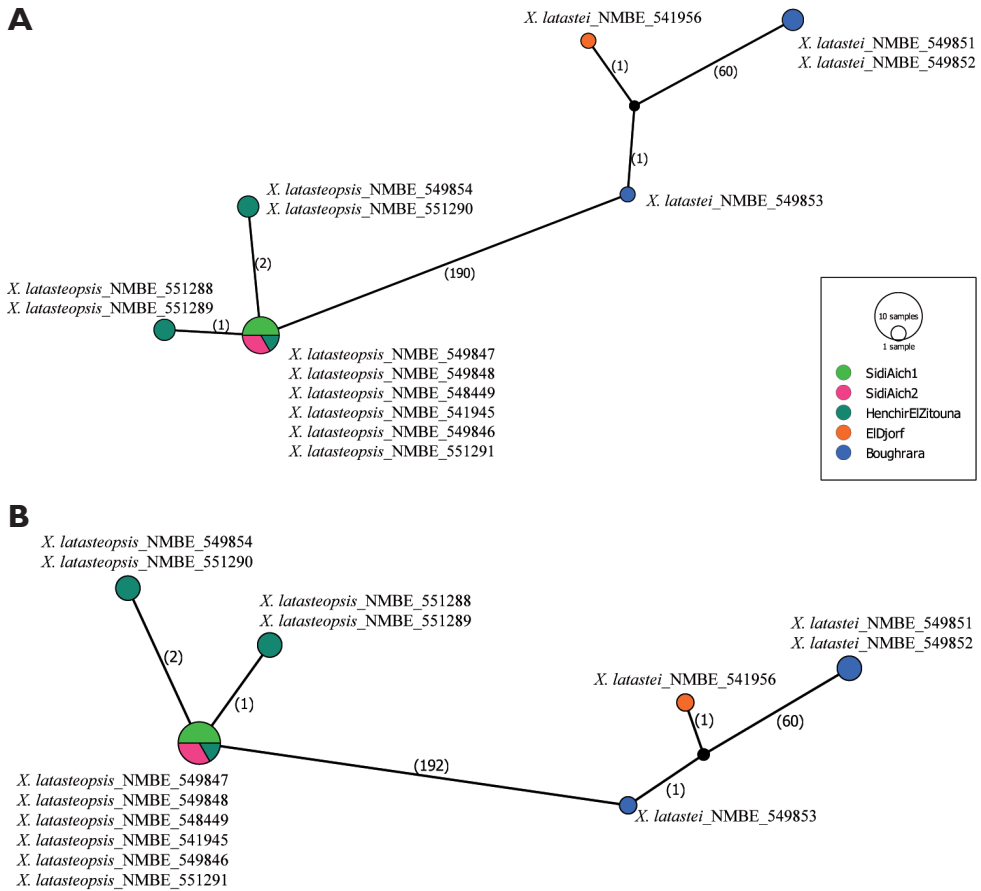 A
X. latastei_NMBE_541956
X. latastei_NMBE_549851
X. latastei_NMBE_549852
(1)
(60)
(1)
X. latasteopsis_NMBE_549854
X. latasteopsis_NMBE_551290
X. latastei_NMBE_549853
(2)
(190)
X. latasteopsis_NMBE_551288
X. latasteopsis_NMBE_551289
(1)
X. latasteopsis_NMBE_549847
X. latasteopsis_NMBE_549848
X. latasteopsis_NMBE_548449
X. latasteopsis_NMBE_541945
X. latasteopsis_NMBE_549846
X. latasteopsis_NMBE_551291
10 samples
1 sample
SidiAich1
SidiAich2
HenchirElZitouna
ElDjorf
Boughrara
B
X. latasteopsis_NMBE_549854
X. latasteopsis_NMBE_551290
X. latasteopsis_NMBE_551288
X. latasteopsis_NMBE_551289
X. latastei_NMBE_549851
X. latastei_NMBE_549852
(2)
X. latastei_NMBE_541956
(1)
(1)
(60)
(192)
(1)
X. latastei_NMBE_549853
X. latasteopsis_NMBE_549847
X. latasteopsis_NMBE_549848
X. latasteopsis_NMBE_548449
X. latasteopsis_NMBE_541945
X. latasteopsis_NMBE_549846
X. latasteopsis_NMBE_551291